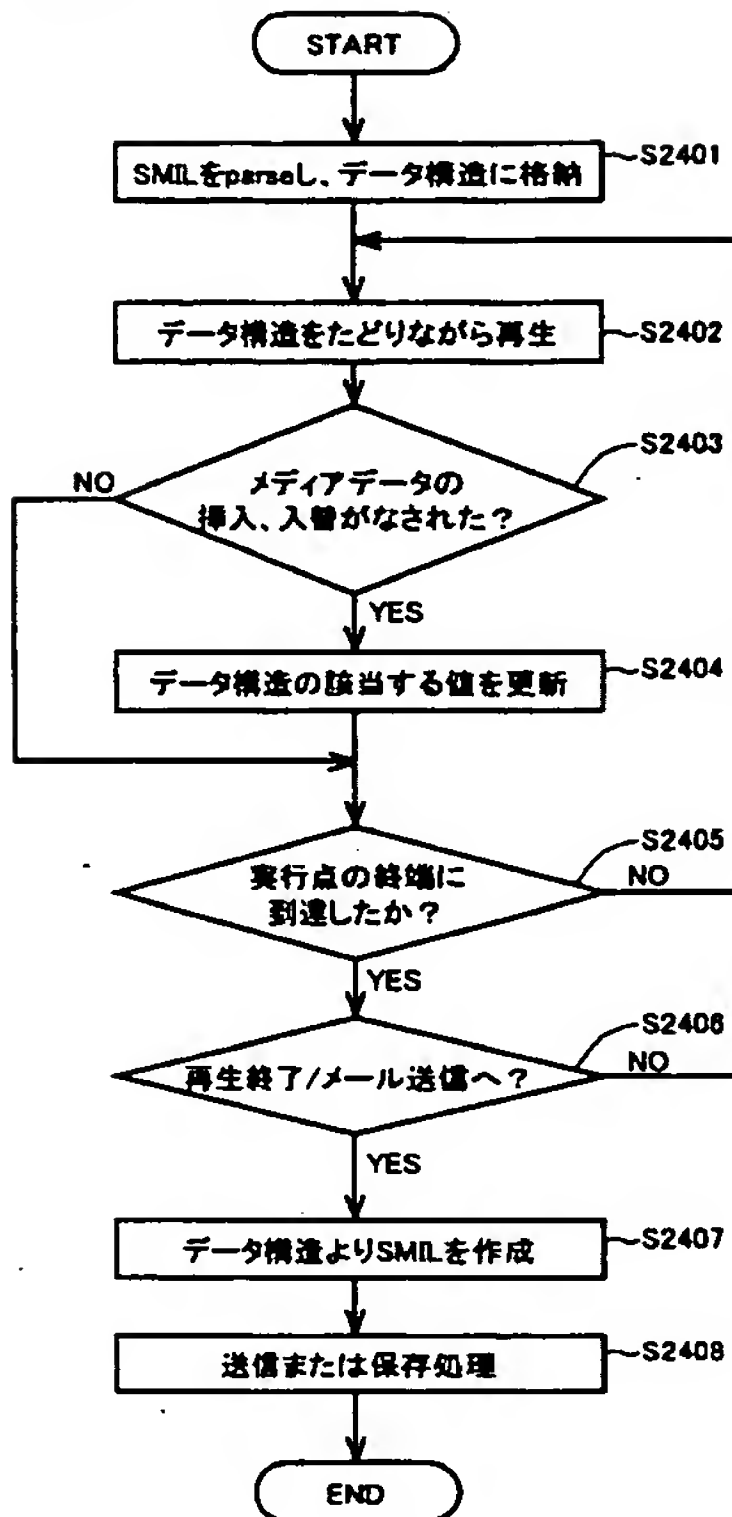 START
SMILをparseし、データ構造に格納
S2401
データ構造をたどりながら再生
S2402
S2403
NO
メディアデータの
挿入、入替がなされた?
YES
データ構造の該当する値を更新
S2404
S2405
実行点の終端に
到達したか?
NO
YES
S2406
再生終了/メール送信へ?
NO
YES
データ構造よりSMILを作成
S2407
送信または保存処理
S2408
END